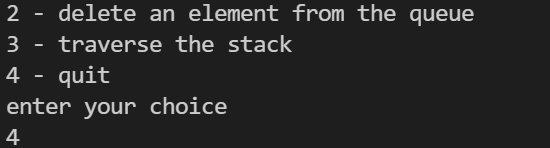 2 - delete an element from the queue
3 - traverse the stack
4 - quit
enter your choice
4